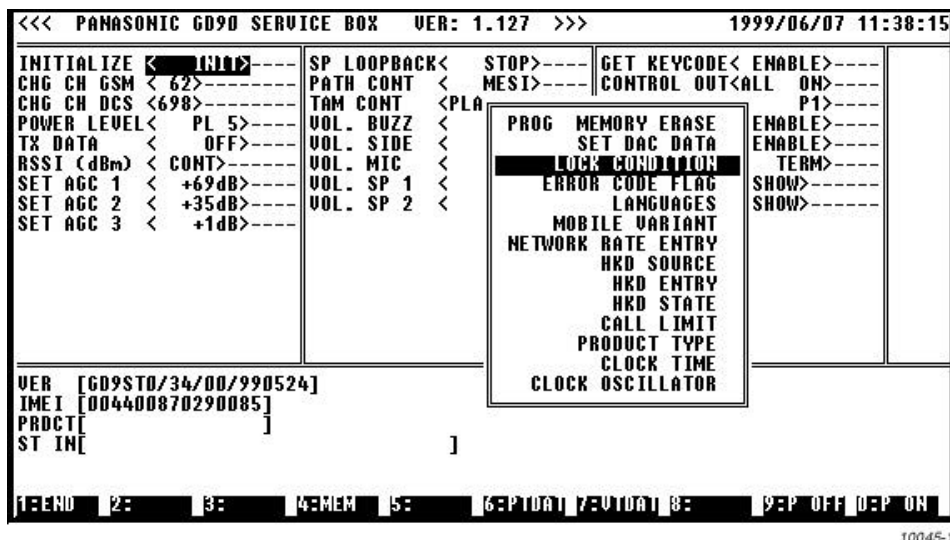 <<< PANASONIC GD90 SERVICE BOX VER: 1.127 >>> 1999/06/07 11:38:15
INITIALIZE < INIT>----
CHG CH GSM < 62>---------
CHG CH DCS <698>---------
POWER LEVEL< PL 5>----
TX DATA < OFF>----
RSSI (dBm) < CONT>------
SET AGC 1 < +69dB>----
SET AGC 2 < +35dB>----
SET AGC 3 < +1dB>----
SP LOOPBACK< STOP>----
PATH CONT < MESI>----
TAM CONT <PLA
VOL. BUZZ <
VOL. SIDE <
VOL. MIC <
VOL. SP 1 <
VOL. SP 2 <
GET KEYCODE< ENABLE>----
CONTROL OUT<ALL ON>----
P1>----
ENABLE>----
ENABLE>----
TERM>----
SHOW>------
SHOW>------
PROG MEMORY ERASE
SET DAC DATA
LOCK CONDITION
ERROR CODE FLAG
LANGUAGES
MOBILE VARIANT
NETWORK RATE ENTRY
HKD SOURCE
HKD ENTRY
HKD STATE
CALL LIMIT
PRODUCT TYPE
CLOCK TIME
CLOCK OSCILLATOR
VER [GD9ST0/34/00/990524]
IMEI [004400870290085]
PRDCT[ ]
ST IN[ ]
1:END 2: 3: 4:MEM 5: 6:PTDAT 7:VTDAT 8: 9:P OFF 0:P ON